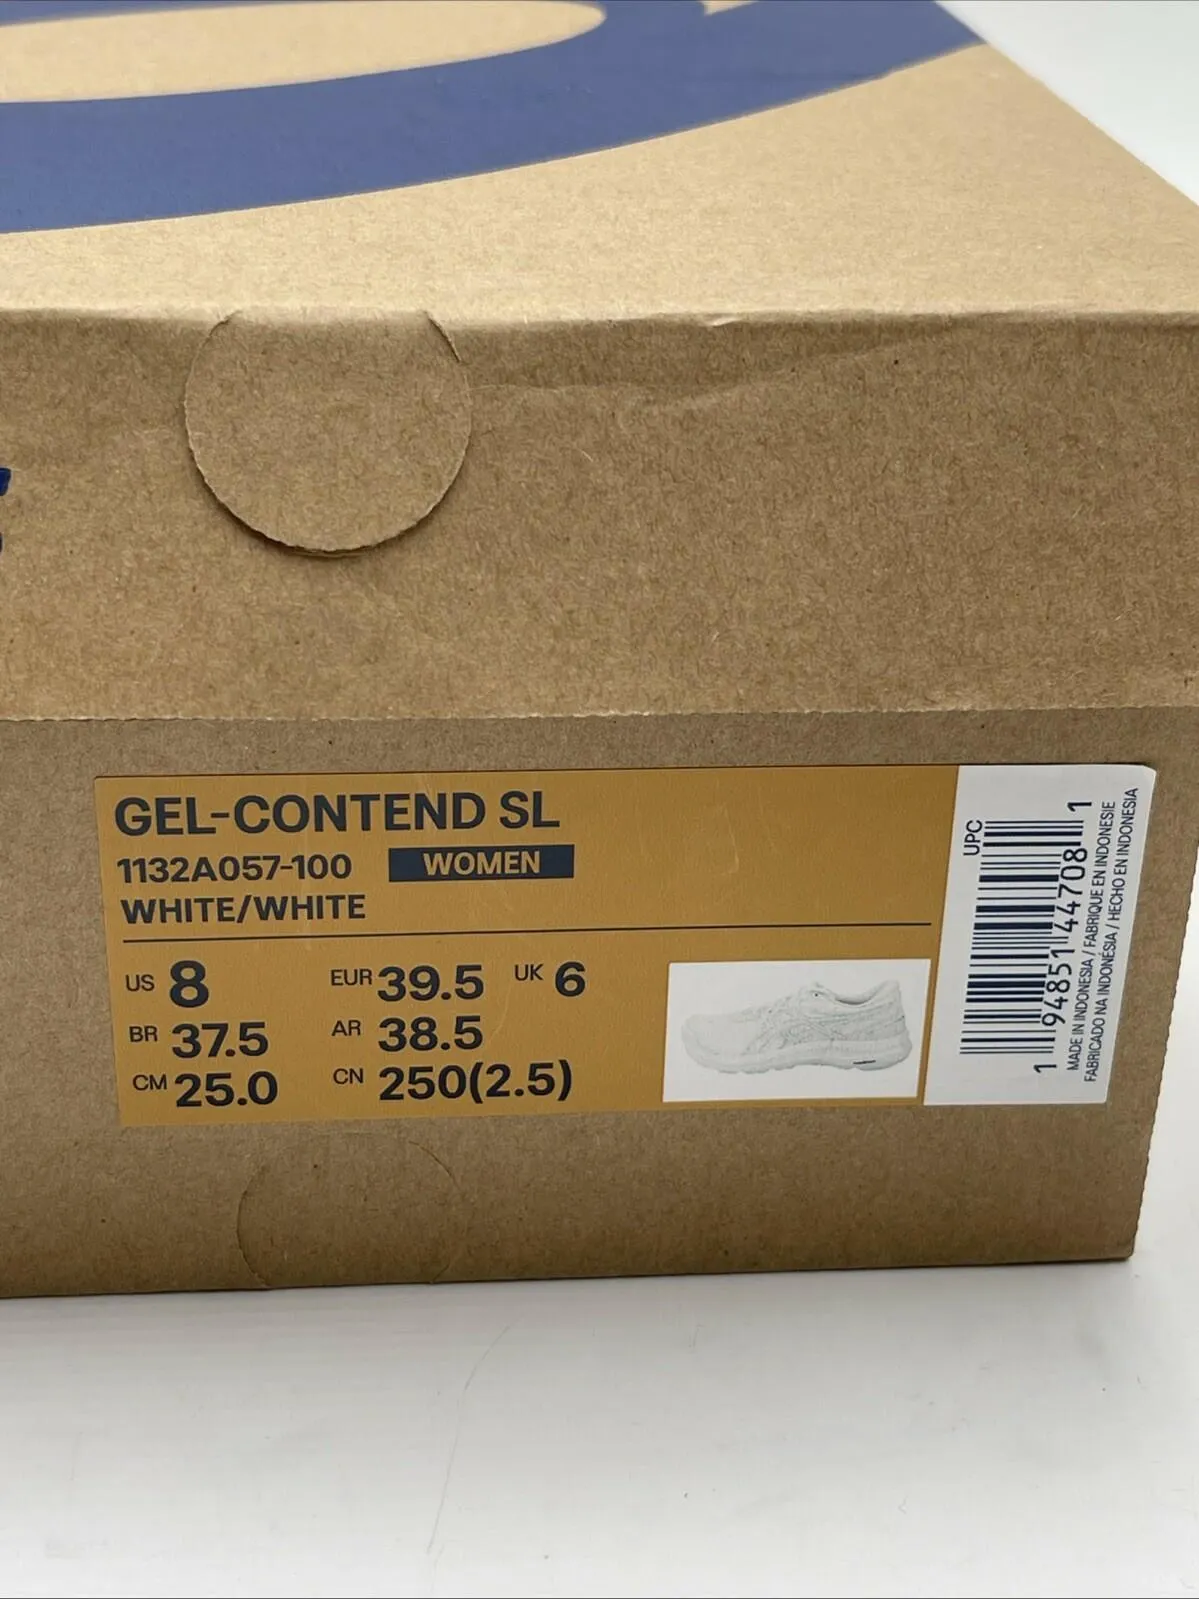 GEL-CONTEND SL
1132A057-100 WOMEN
WHITE/WHITE
US 8 EUR 39.5 UK 6
BR 37.5 AR 38.5
CM 25.0 CN 250(2.5)
UPC
1 94851 44708 1
MADE IN INDONESIA / FABRIQUE EN INDONESIE
FABRICADO NA INDONÉSIA / HECHO EN INDONESIA